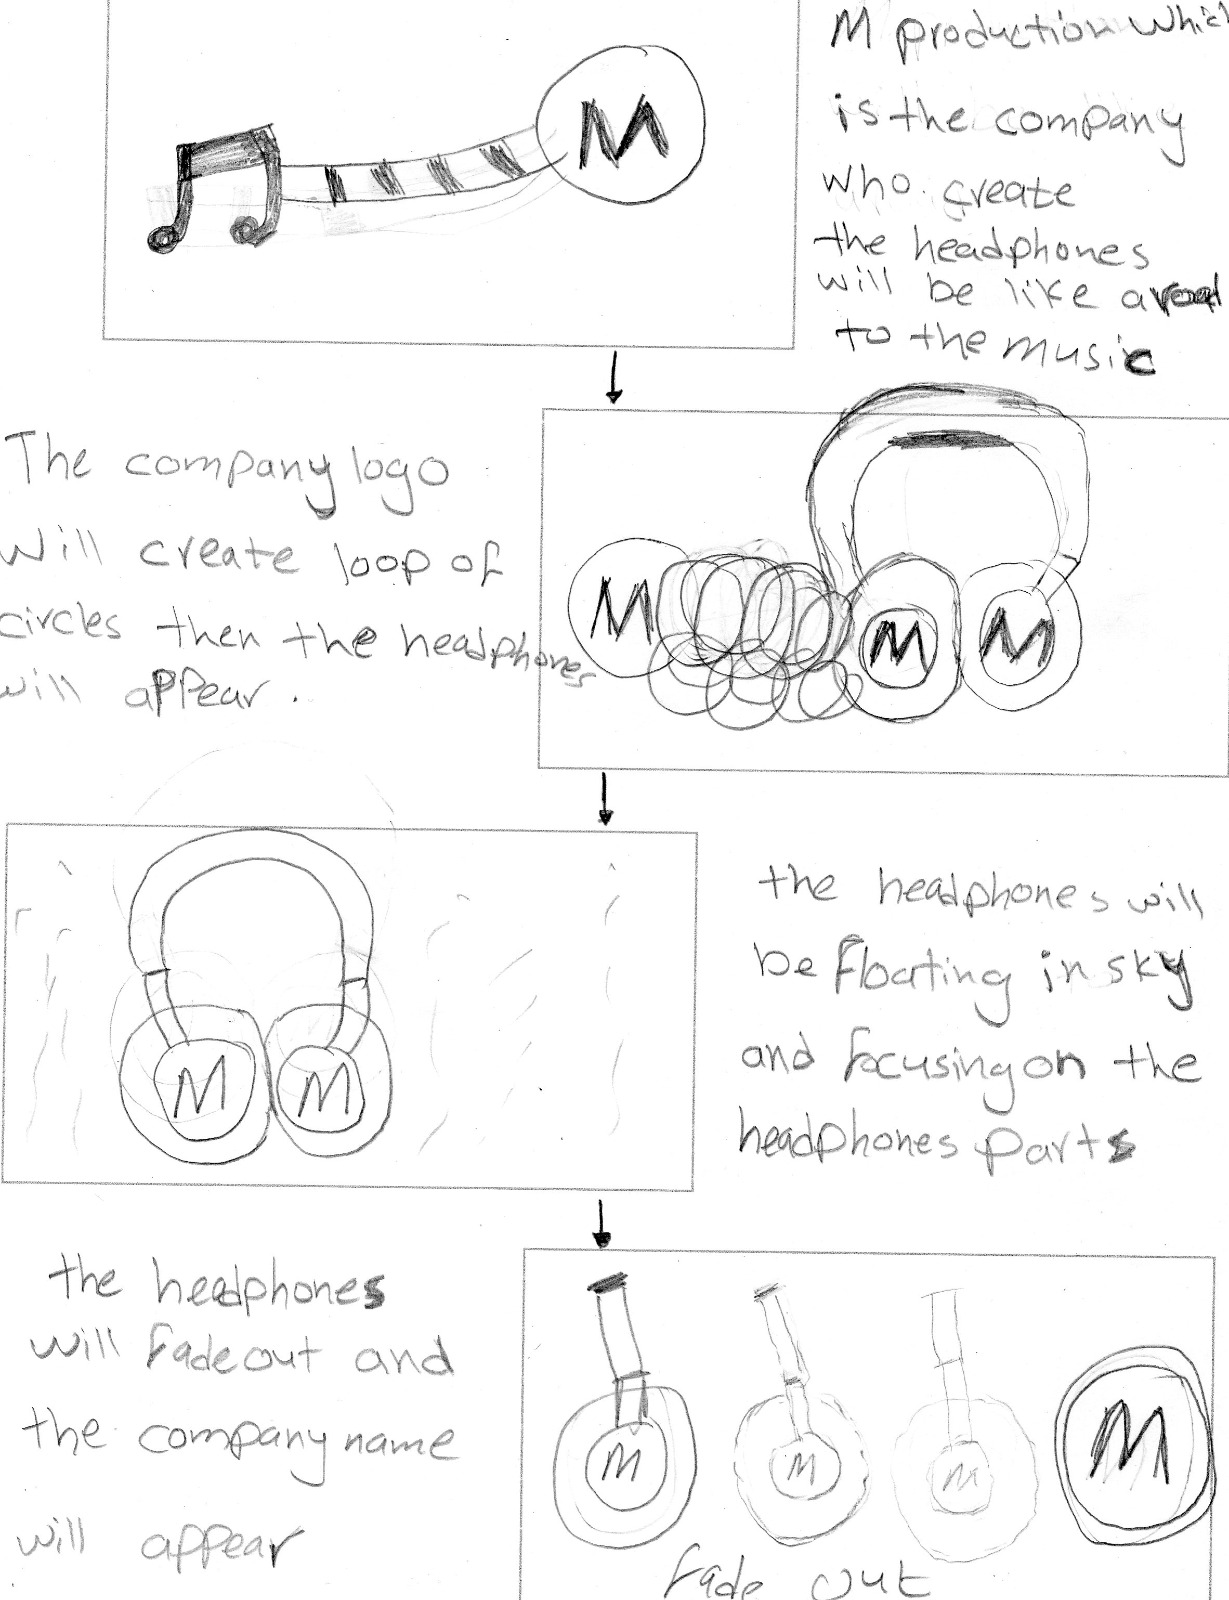 M production which
is the company
who create
the headphones
will be like a road
to the music
M
The company logo
will create loop of
circles then the headphones
will appear.
M M M
the headphones will
be floating in sky
and focusing on the
headphones parts
M M
the headphones
will fade out and
the company name
will appear
M M M M
fade out